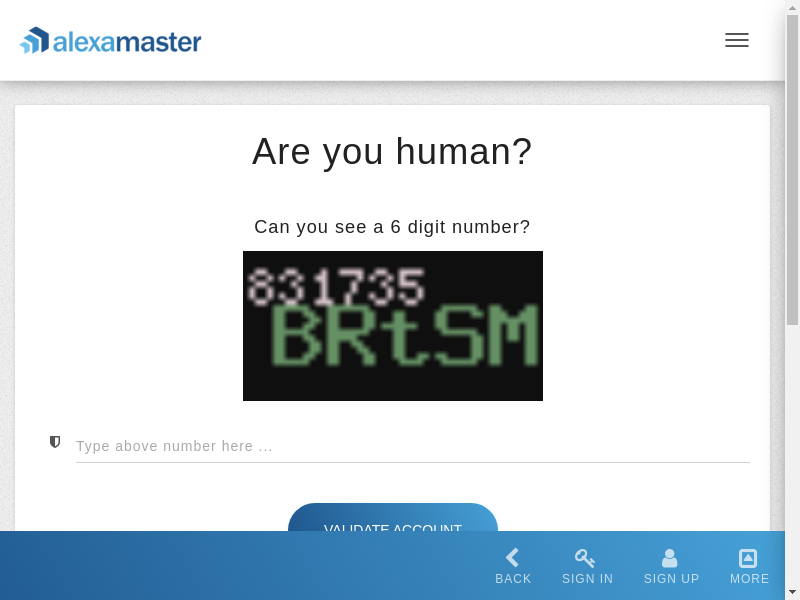 alexamaster
Are you human?
Can you see a 6 digit number?
831735
BRtSM
Type above number here ...
VALIDATE ACCOUNT
BACK SIGN IN SIGN UP MORE